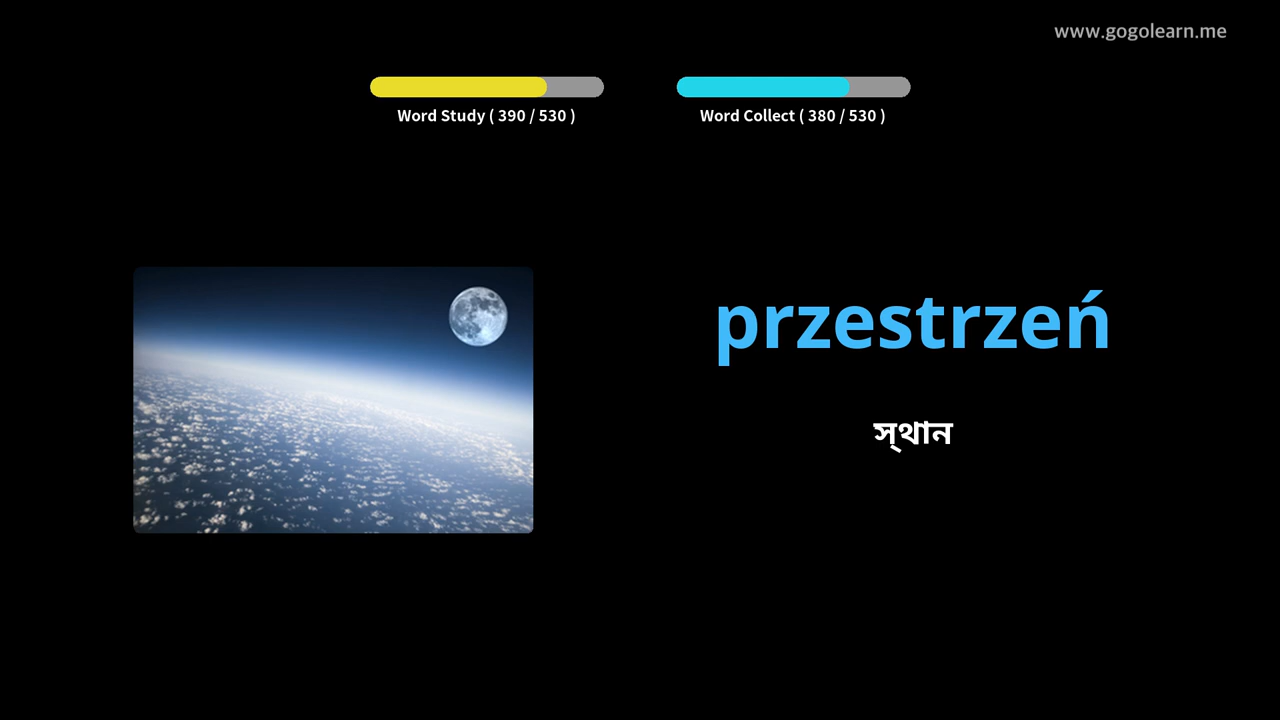 www.gogolearn.me
Word Study ( 390 / 530 )
Word Collect ( 380 / 530 )
przestrzeń
স্থান